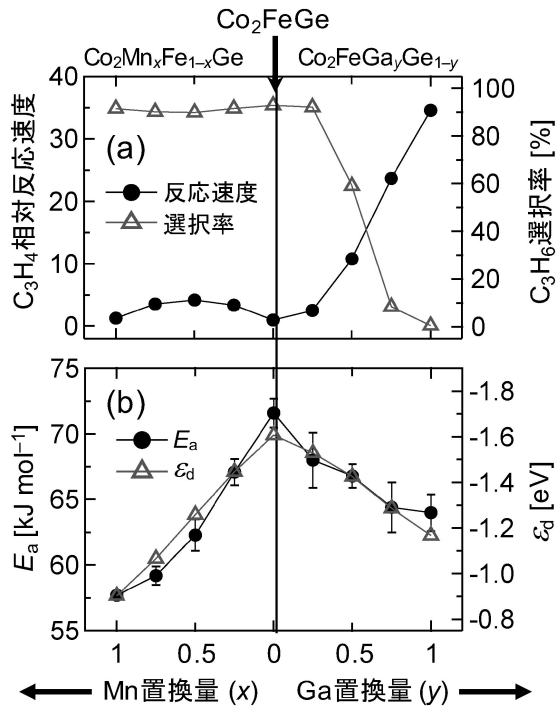 Co2FeGe
Co2MnxFe1–xGe
Co2FeGayGe1–y
40
30
20
10
0
C3H4相対反応速度
(a)
反応速度
選択率
100
80
60
40
20
0
C3H6選択率 [%]
75
70
65
60
55
Ea [kJ mol–1]
(b)
Ea
εd
-1.8
-1.6
-1.4
-1.2
-1.0
-0.8
εd [eV]
1 0.5 0 0.5 1
Mn置換量 (x)
Ga置換量 (y)